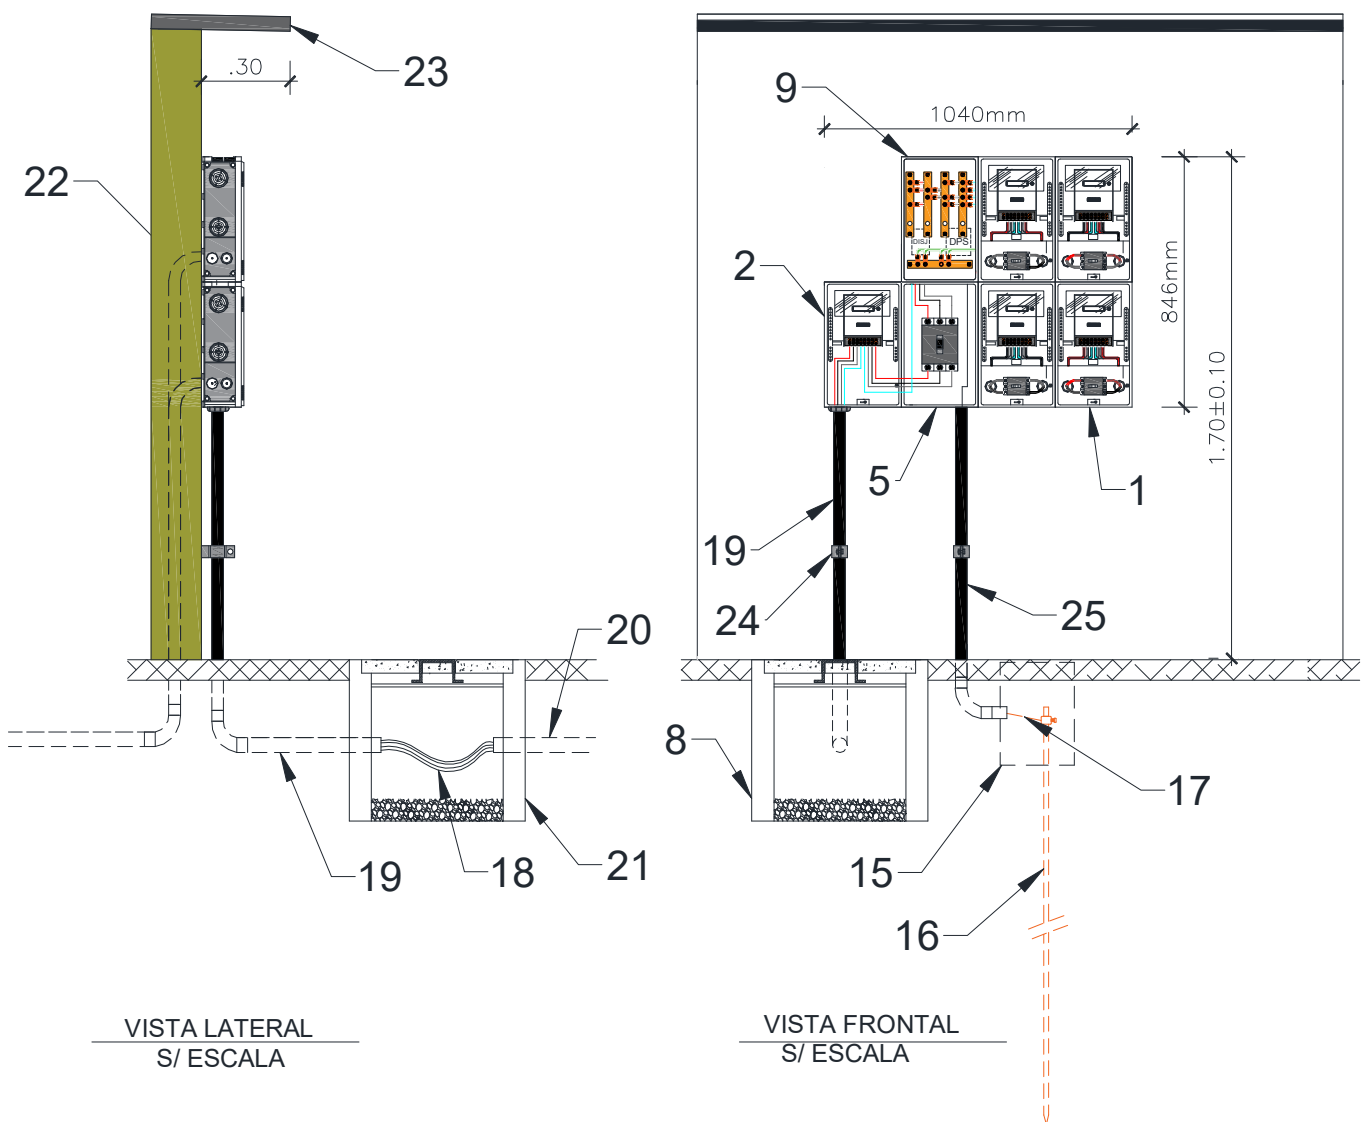 .30
23
22
20
19
18
21
VISTA LATERAL
S/ ESCALA
9
1040mm
2
DISJ
DPS
846mm
1.70±0.10
5
1
19
24
25
8
17
15
16
VISTA FRONTAL
S/ ESCALA